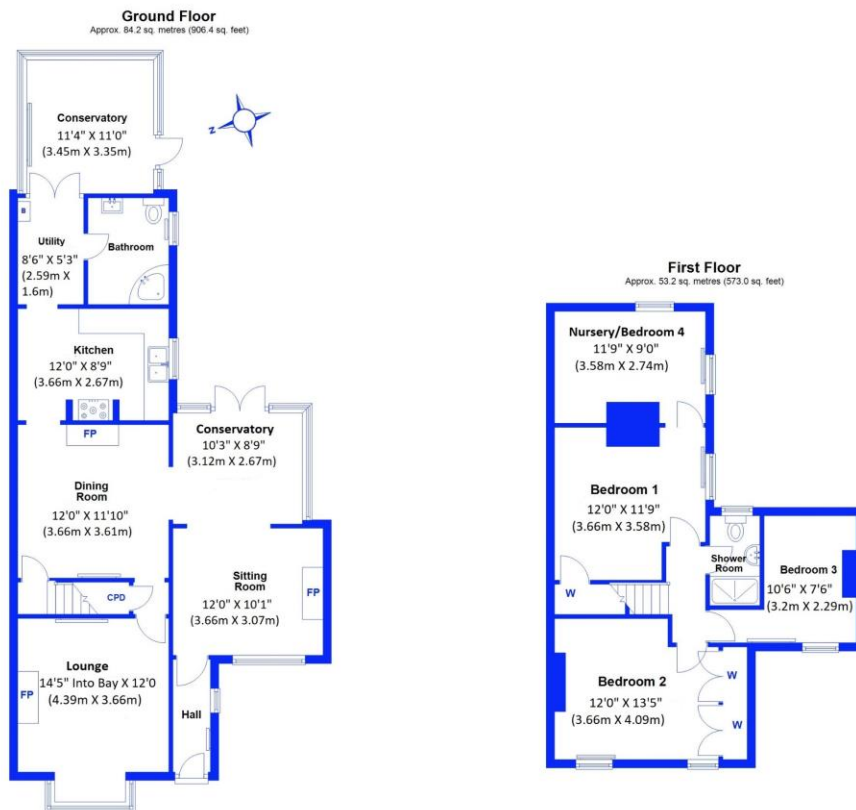 Ground Floor
Approx. 84.2 sq. metres (906.4 sq. feet)
Conservatory
11'4" X 11'0"
(3.45m X 3.35m)
N
Utility
8'6" X 5'3"
(2.59m X
1.6m)
Bathroom
Kitchen
12'0" X 8'9"
(3.66m X 2.67m)
FP
Conservatory
10'3" X 8'9"
(3.12m X 2.67m)
Dining
Room
12'0" X 11'10"
(3.66m X 3.61m)
CPD
Sitting
Room
12'0" X 10'1"
(3.66m X 3.07m)
FP
Lounge
14'5" Into Bay X 12'0
(4.39m X 3.66m)
FP
Hall
First Floor
Approx. 53.2 sq. metres (573.0 sq. feet)
Nursery/Bedroom 4
11'9" X 9'0"
(3.58m X 2.74m)
Bedroom 1
12'0" X 11'9"
(3.66m X 3.58m)
W
Shower
Room
Bedroom 3
10'6" X 7'6"
(3.2m X 2.29m)
Bedroom 2
12'0" X 13'5"
(3.66m X 4.09m)
W
W